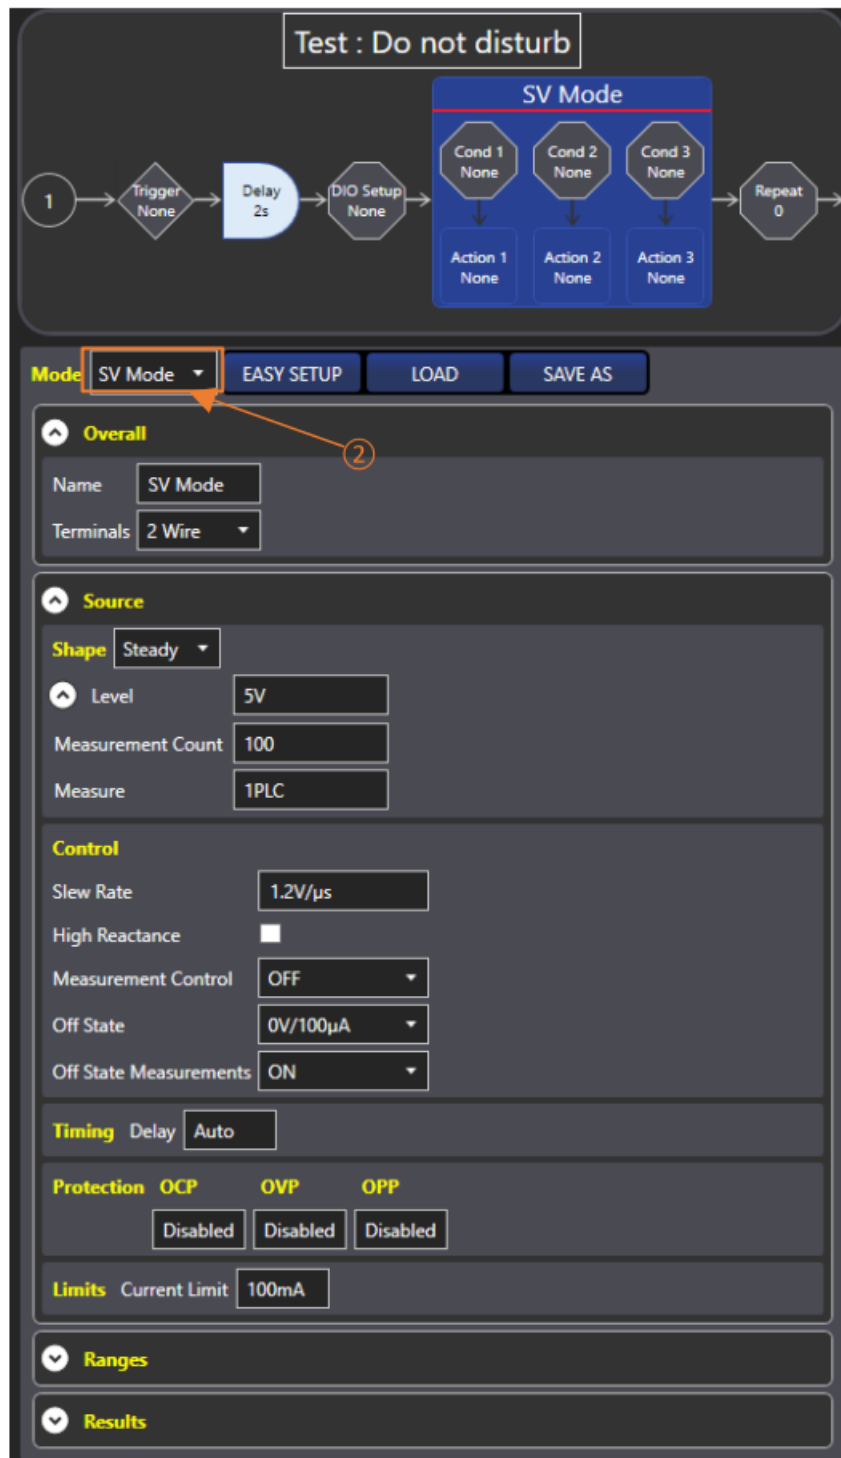 Test : Do not disturb
SV Mode
1
Trigger
None
Delay
2s
DIO Setup
None
Cond 1
None
Cond 2
None
Cond 3
None
Action 1
None
Action 2
None
Action 3
None
Repeat
0
Mode SV Mode EASY SETUP LOAD SAVE AS
②
Overall
Name SV Mode
Terminals 2 Wire
Source
Shape Steady
Level 5V
Measurement Count 100
Measure 1PLC
Control
Slew Rate 1.2V/µs
High Reactance
Measurement Control OFF
Off State 0V/100µA
Off State Measurements ON
Timing Delay Auto
Protection OCP OVP OPP
Disabled Disabled Disabled
Limits Current Limit 100mA
Ranges
Results